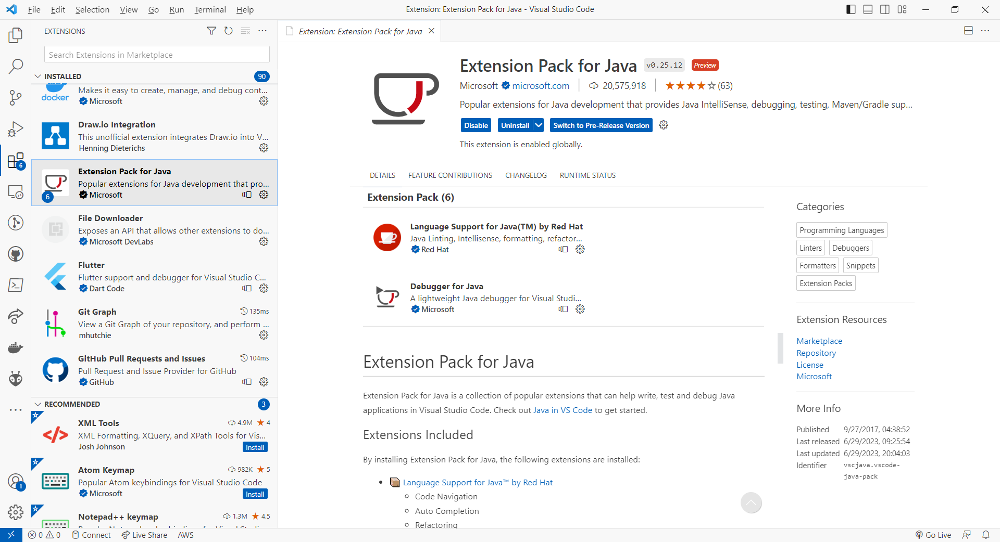 File Edit Selection View Go Run Terminal Help
Extension: Extension Pack for Java - Visual Studio Code
EXTENSIONS
Search Extensions in Marketplace
INSTALLED
90
docker
Makes it easy to create, manage, and debug cont...
Microsoft
Draw.io Integration
This unofficial extension integrates Draw.io into V...
Henning Dieterichs
Extension Pack for Java
Popular extensions for Java development that pro...
6
Microsoft
File Downloader
Exposes an API that allows other extensions to do...
Microsoft DevLabs
Flutter
Flutter support and debugger for Visual Studio C...
Dart Code
Git Graph
135ms
View a Git Graph of your repository, and perform ...
mhutchie
GitHub Pull Requests and Issues
104ms
Pull Request and Issue Provider for GitHub
GitHub
RECOMMENDED
3
XML Tools
4.9M
4
XML Formatting, XQuery, and XPath Tools for Vis...
Josh Johnson
Install
Atom Keymap
982K
5
Popular Atom keybindings for Visual Studio Code
Microsoft
Install
Notepad++ keymap
1.3M
4.5
6
1
Extension: Extension Pack for Java
Extension Pack for Java
v0.25.12
Preview
Microsoft microsoft.com
20,575,918
(63)
Popular extensions for Java development that provides Java IntelliSense, debugging, testing, Maven/Gradle sup...
Disable
Uninstall
Switch to Pre-Release Version
This extension is enabled globally.
DETAILS FEATURE CONTRIBUTIONS CHANGELOG RUNTIME STATUS
Extension Pack (6)
Language Support for Java(TM) by Red Hat
Java Linting, Intellisense, formatting, refactor...
Red Hat
Debugger for Java
A lightweight Java debugger for Visual Studi...
Microsoft
Extension Pack for Java
Extension Pack for Java is a collection of popular extensions that can help write, test and debug Java
applications in Visual Studio Code. Check out Java in VS Code to get started.
Extensions Included
By installing Extension Pack for Java, the following extensions are installed:
Language Support for Java™ by Red Hat
Code Navigation
Auto Completion
Refactoring
Categories
Programming Languages
Linters
Debuggers
Formatters
Snippets
Extension Packs
Extension Resources
Marketplace
Repository
License
Microsoft
More Info
Published 9/27/2017, 04:38:52
Last released 6/29/2023, 09:25:54
Last updated 6/29/2023, 20:04:03
Identifier vscjava.vscode-
java-pack
0 0 Connect Live Share AWS
Go Live